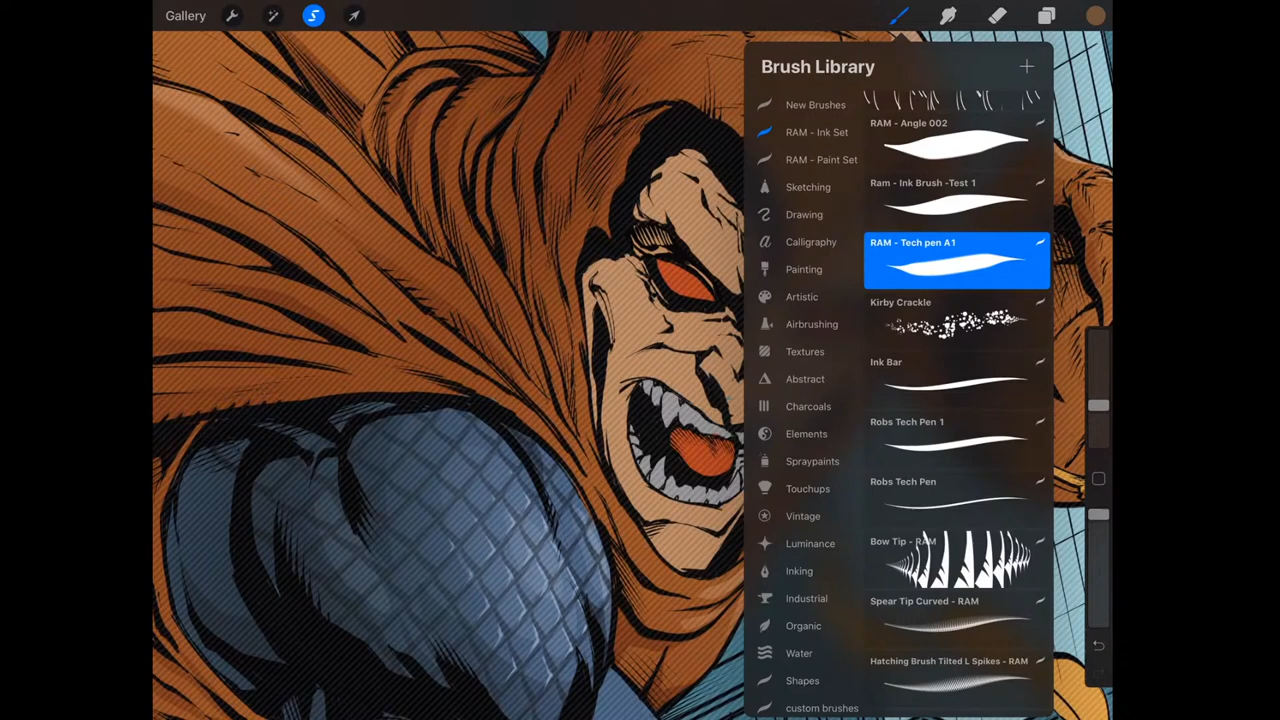 Gallery
Brush Library
New Brushes
RAM - Ink Set
RAM - Paint Set
Sketching
Drawing
Calligraphy
Painting
Artistic
Airbrushing
Textures
Abstract
Charcoals
Elements
Spraypaints
Touchups
Vintage
Luminance
Inking
Industrial
Organic
Water
Shapes
custom brushes
RAM - Angle 002
Ram - Ink Brush -Test 1
RAM - Tech pen A1
Kirby Crackle
Ink Bar
Robs Tech Pen 1
Robs Tech Pen
Bow Tip - RAM
Spear Tip Curved - RAM
Hatching Brush Tilted L Spikes - RAM